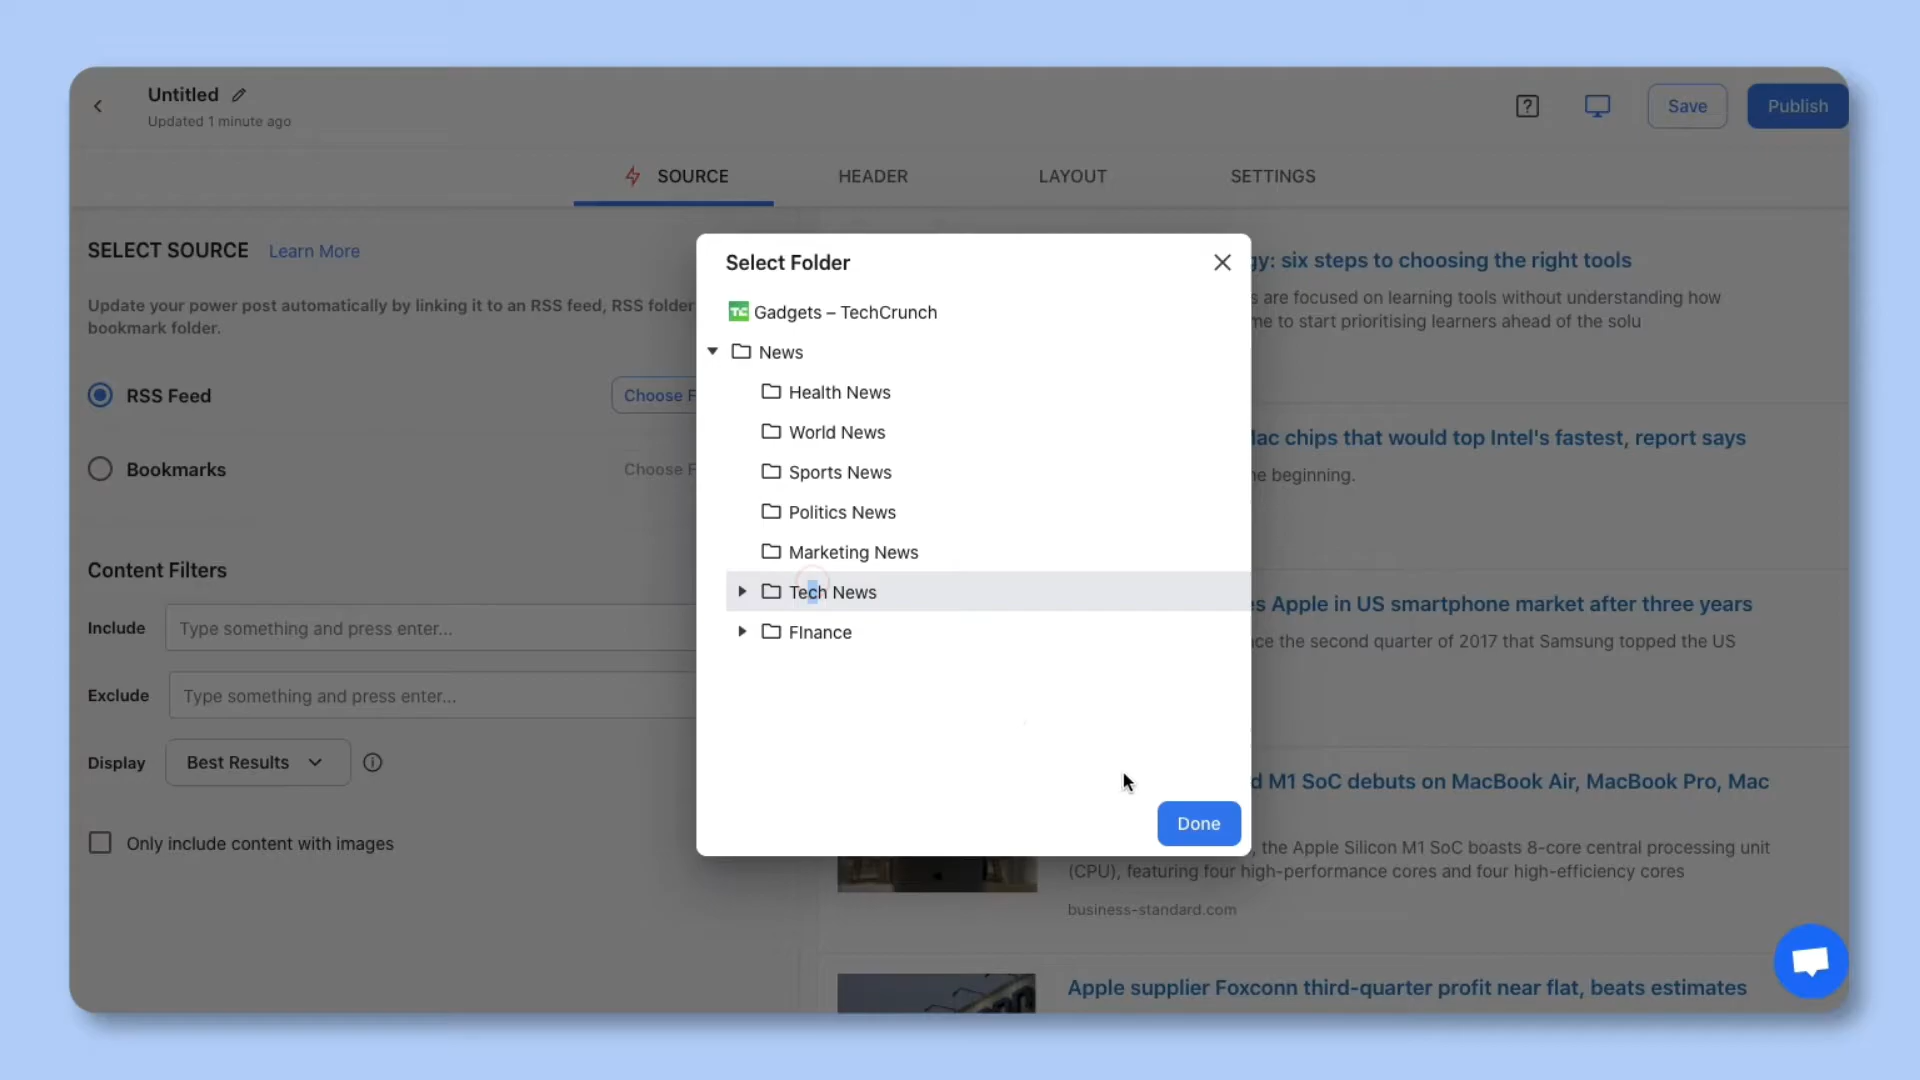 Untitled
Updated 1 minute ago
Save
Publish
SOURCE
HEADER
LAYOUT
SETTINGS
SELECT SOURCE
Learn More
Update your power post automatically by linking it to an RSS feed, RSS folder
bookmark folder.
RSS Feed
Choose F
Bookmarks
Choose F
Content Filters
Include
Type something and press enter...
Exclude
Type something and press enter...
Display
Best Results
Only include content with images
Select Folder
TC Gadgets – TechCrunch
News
Health News
World News
Sports News
Politics News
Marketing News
Tech News
FInance
Done
gy: six steps to choosing the right tools
s are focused on learning tools without understanding how
ne to start prioritising learners ahead of the solu
Mac chips that would top Intel's fastest, report says
he beginning.
s Apple in US smartphone market after three years
ce the second quarter of 2017 that Samsung topped the US
d M1 SoC debuts on MacBook Air, MacBook Pro, Mac
, the Apple Silicon M1 SoC boasts 8-core central processing unit
(CPU), featuring four high-performance cores and four high-efficiency cores
business-standard.com
Apple supplier Foxconn third-quarter profit near flat, beats estimates